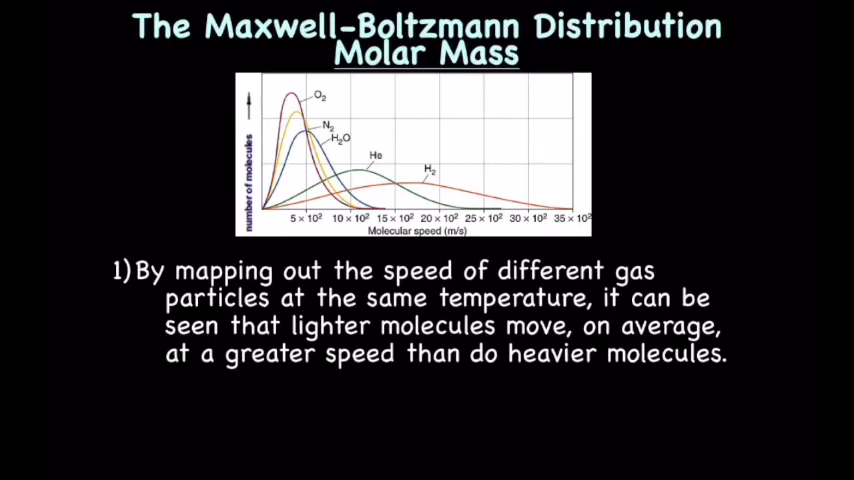 The Maxwell-Boltzmann Distribution
Molar Mass
O₂
N₂
H₂O
He
H₂
number of molecules
5 × 10² 10 × 10² 15 × 10² 20 × 10² 25 × 10² 30 × 10² 35 × 10²
Molecular speed (m/s)
1) By mapping out the speed of different gas
particles at the same temperature, it can be
seen that lighter molecules move, on average,
at a greater speed than do heavier molecules.